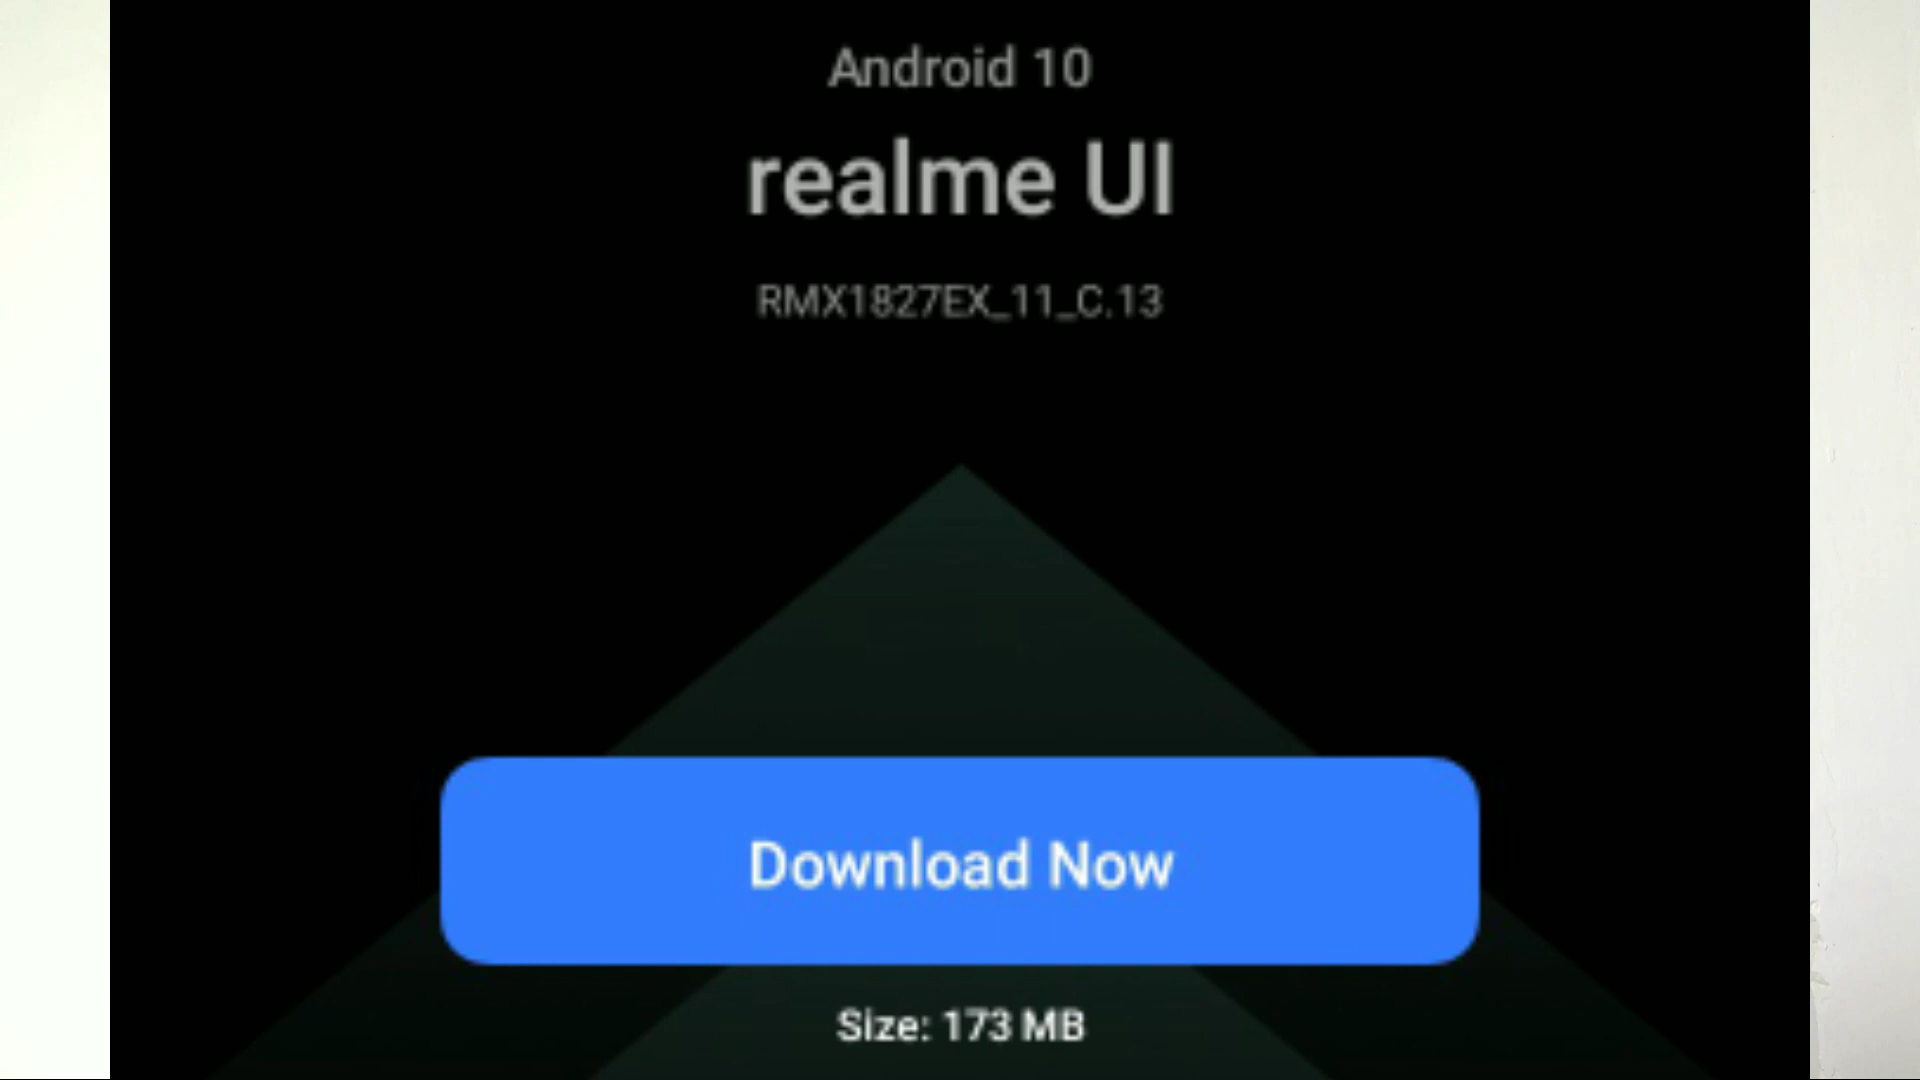 Android 10
realme UI
RMX1827EX_11_C.13
Download Now
Size: 173 MB